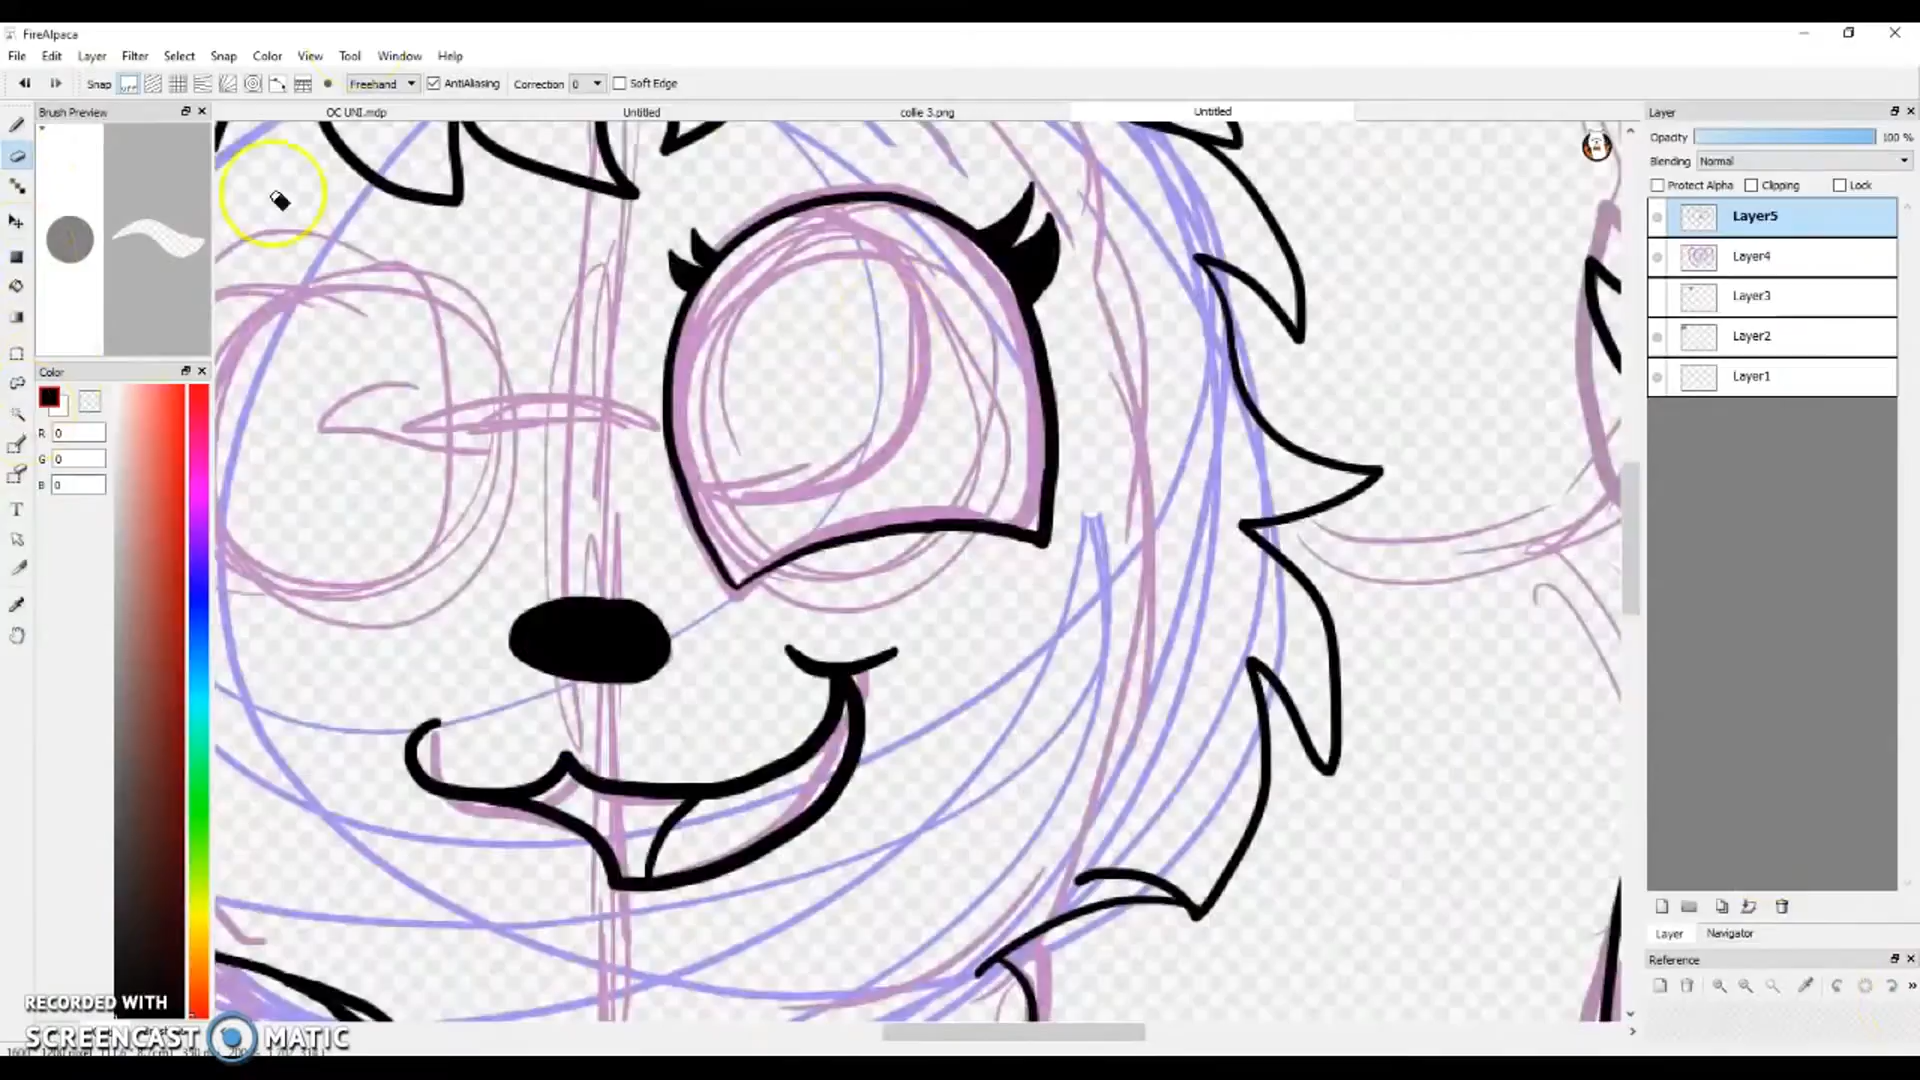 FireAlpaca
File Edit Layer Filter Select Snap Color View Tool Window Help
Snap OFF Freehand AntiAliasing Correction 0 Soft Edge
Brush Preview
OC UNI.mdp Untitled collie 3.png Untitled
Layer
Opacity 100 %
Blending Normal
Protect Alpha Clipping Lock
Layer5
Layer4
Layer3
Layer2
Layer1
Color
R 0
G 0
B 0
T
Layer Navigator
Reference
RECORDED WITH
SCREENCAST MATIC